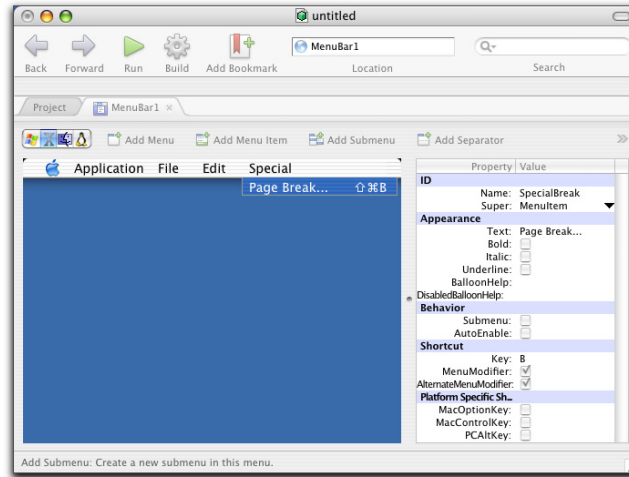 untitled
Back Forward Run Build Add Bookmark Location Search
MenuBar1
Project MenuBar1
Add Menu Add Menu Item Add Submenu Add Separator
Application File Edit Special
Page Break... ⇧⌘B
Property Value
ID
Name: SpecialBreak
Super: MenuItem
Appearance
Text: Page Break...
Bold:
Italic:
Underline:
BalloonHelp:
DisabledBalloonHelp:
Behavior
Submenu:
AutoEnable:
Shortcut
Key: B
MenuModifier:
AlternateMenuModifier:
Platform Specific Sh...
MacOptionKey:
MacControlKey:
PCAltKey:
Add Submenu: Create a new submenu in this menu.